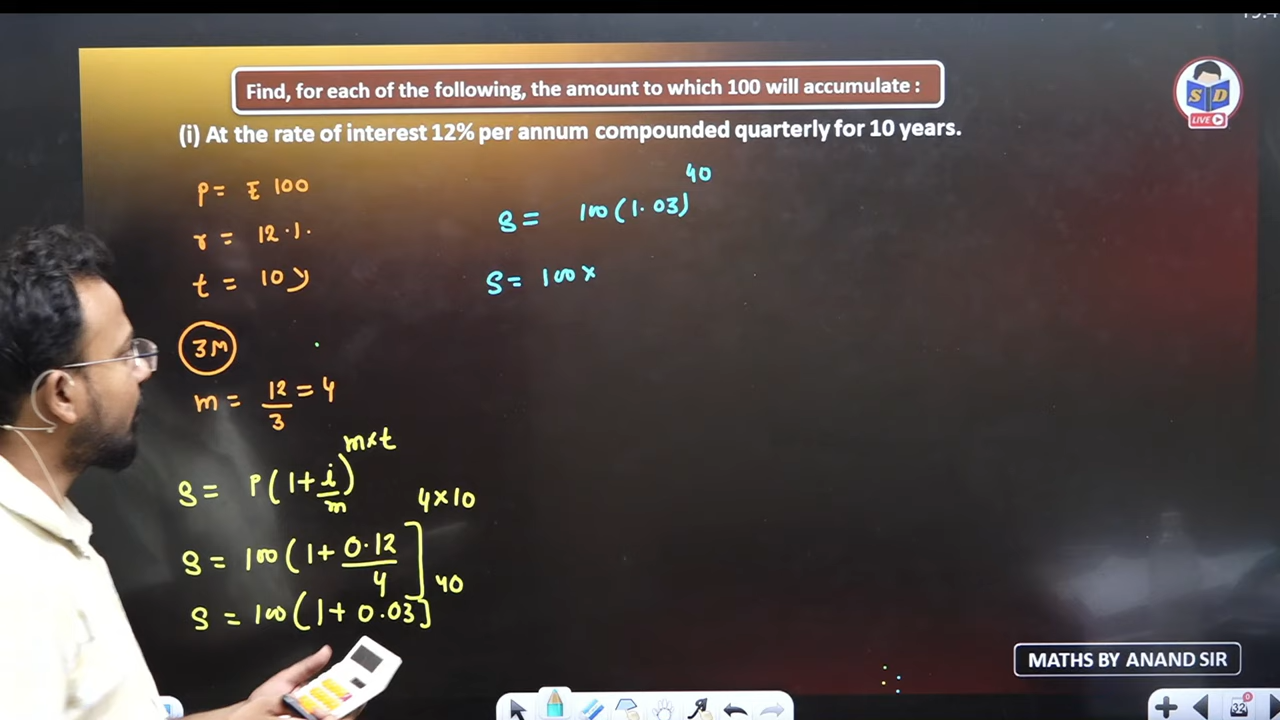 Find, for each of the following, the amount to which 100 will accumulate :
S D
LIVE
(i) At the rate of interest 12% per annum compounded quarterly for 10 years.
P = ₹ 100
r = 12 %
t = 10 y
3M
m = 12/3 = 4
S = P(1+i/m)^m×t
S = 100(1+0.12/4]^4×10
S = 100(1+0.03]^40
S = 100(1.03)^40
S = 100×
MATHS BY ANAND SIR
32